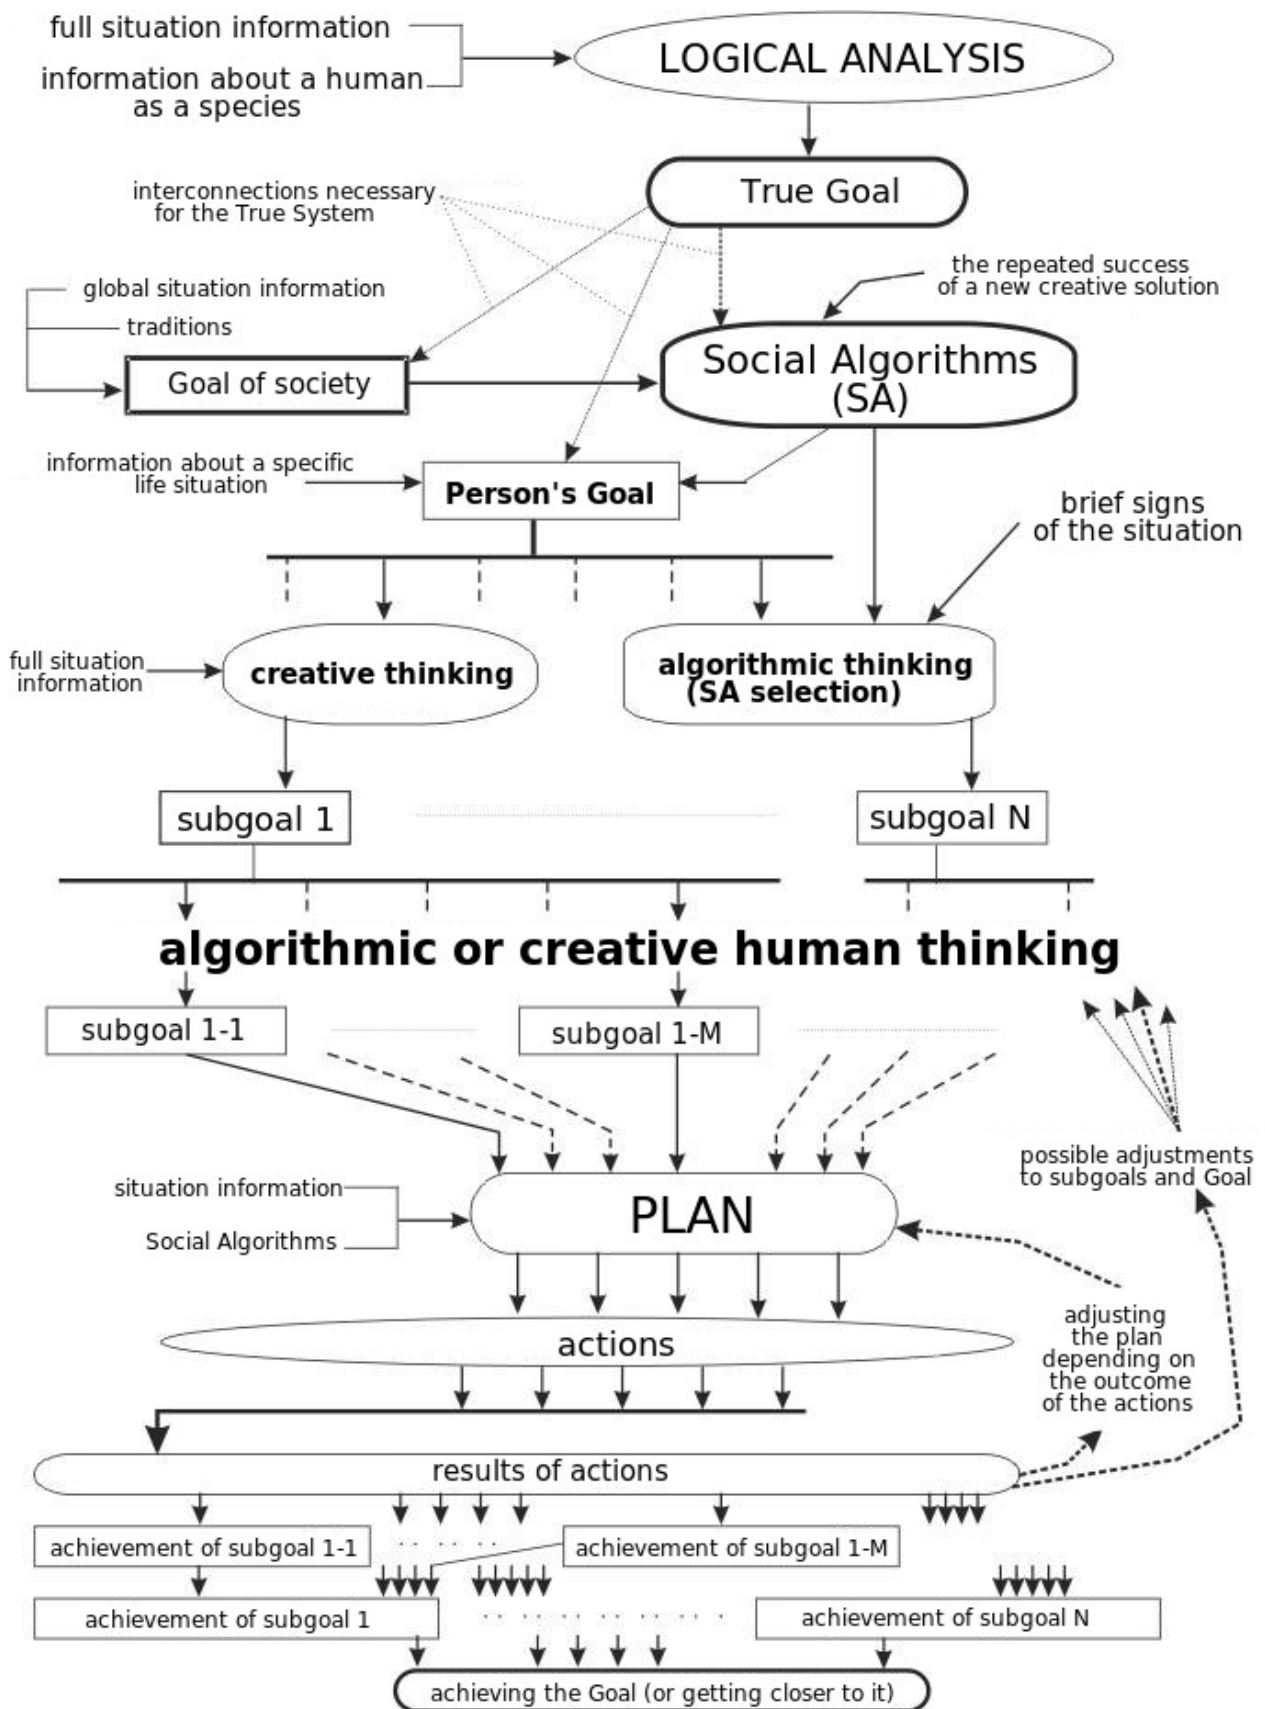 full situation information
information about a human
as a species
LOGICAL ANALYSIS
True Goal
interconnections necessary
for the True System
the repeated success
of a new creative solution
global situation information
traditions
Goal of society
Social Algorithms
(SA)
information about a specific
life situation
Person's Goal
brief signs
of the situation
full situation
information
creative thinking
algorithmic thinking
(SA selection)
subgoal 1
subgoal N
algorithmic or creative human thinking
subgoal 1-1
subgoal 1-M
possible adjustments
to subgoals and Goal
situation information
Social Algorithms
PLAN
adjusting
the plan
depending on
the outcome
of the actions
actions
results of actions
achievement of subgoal 1-1
achievement of subgoal 1-M
achievement of subgoal 1
achievement of subgoal N
achieving the Goal (or getting closer to it)